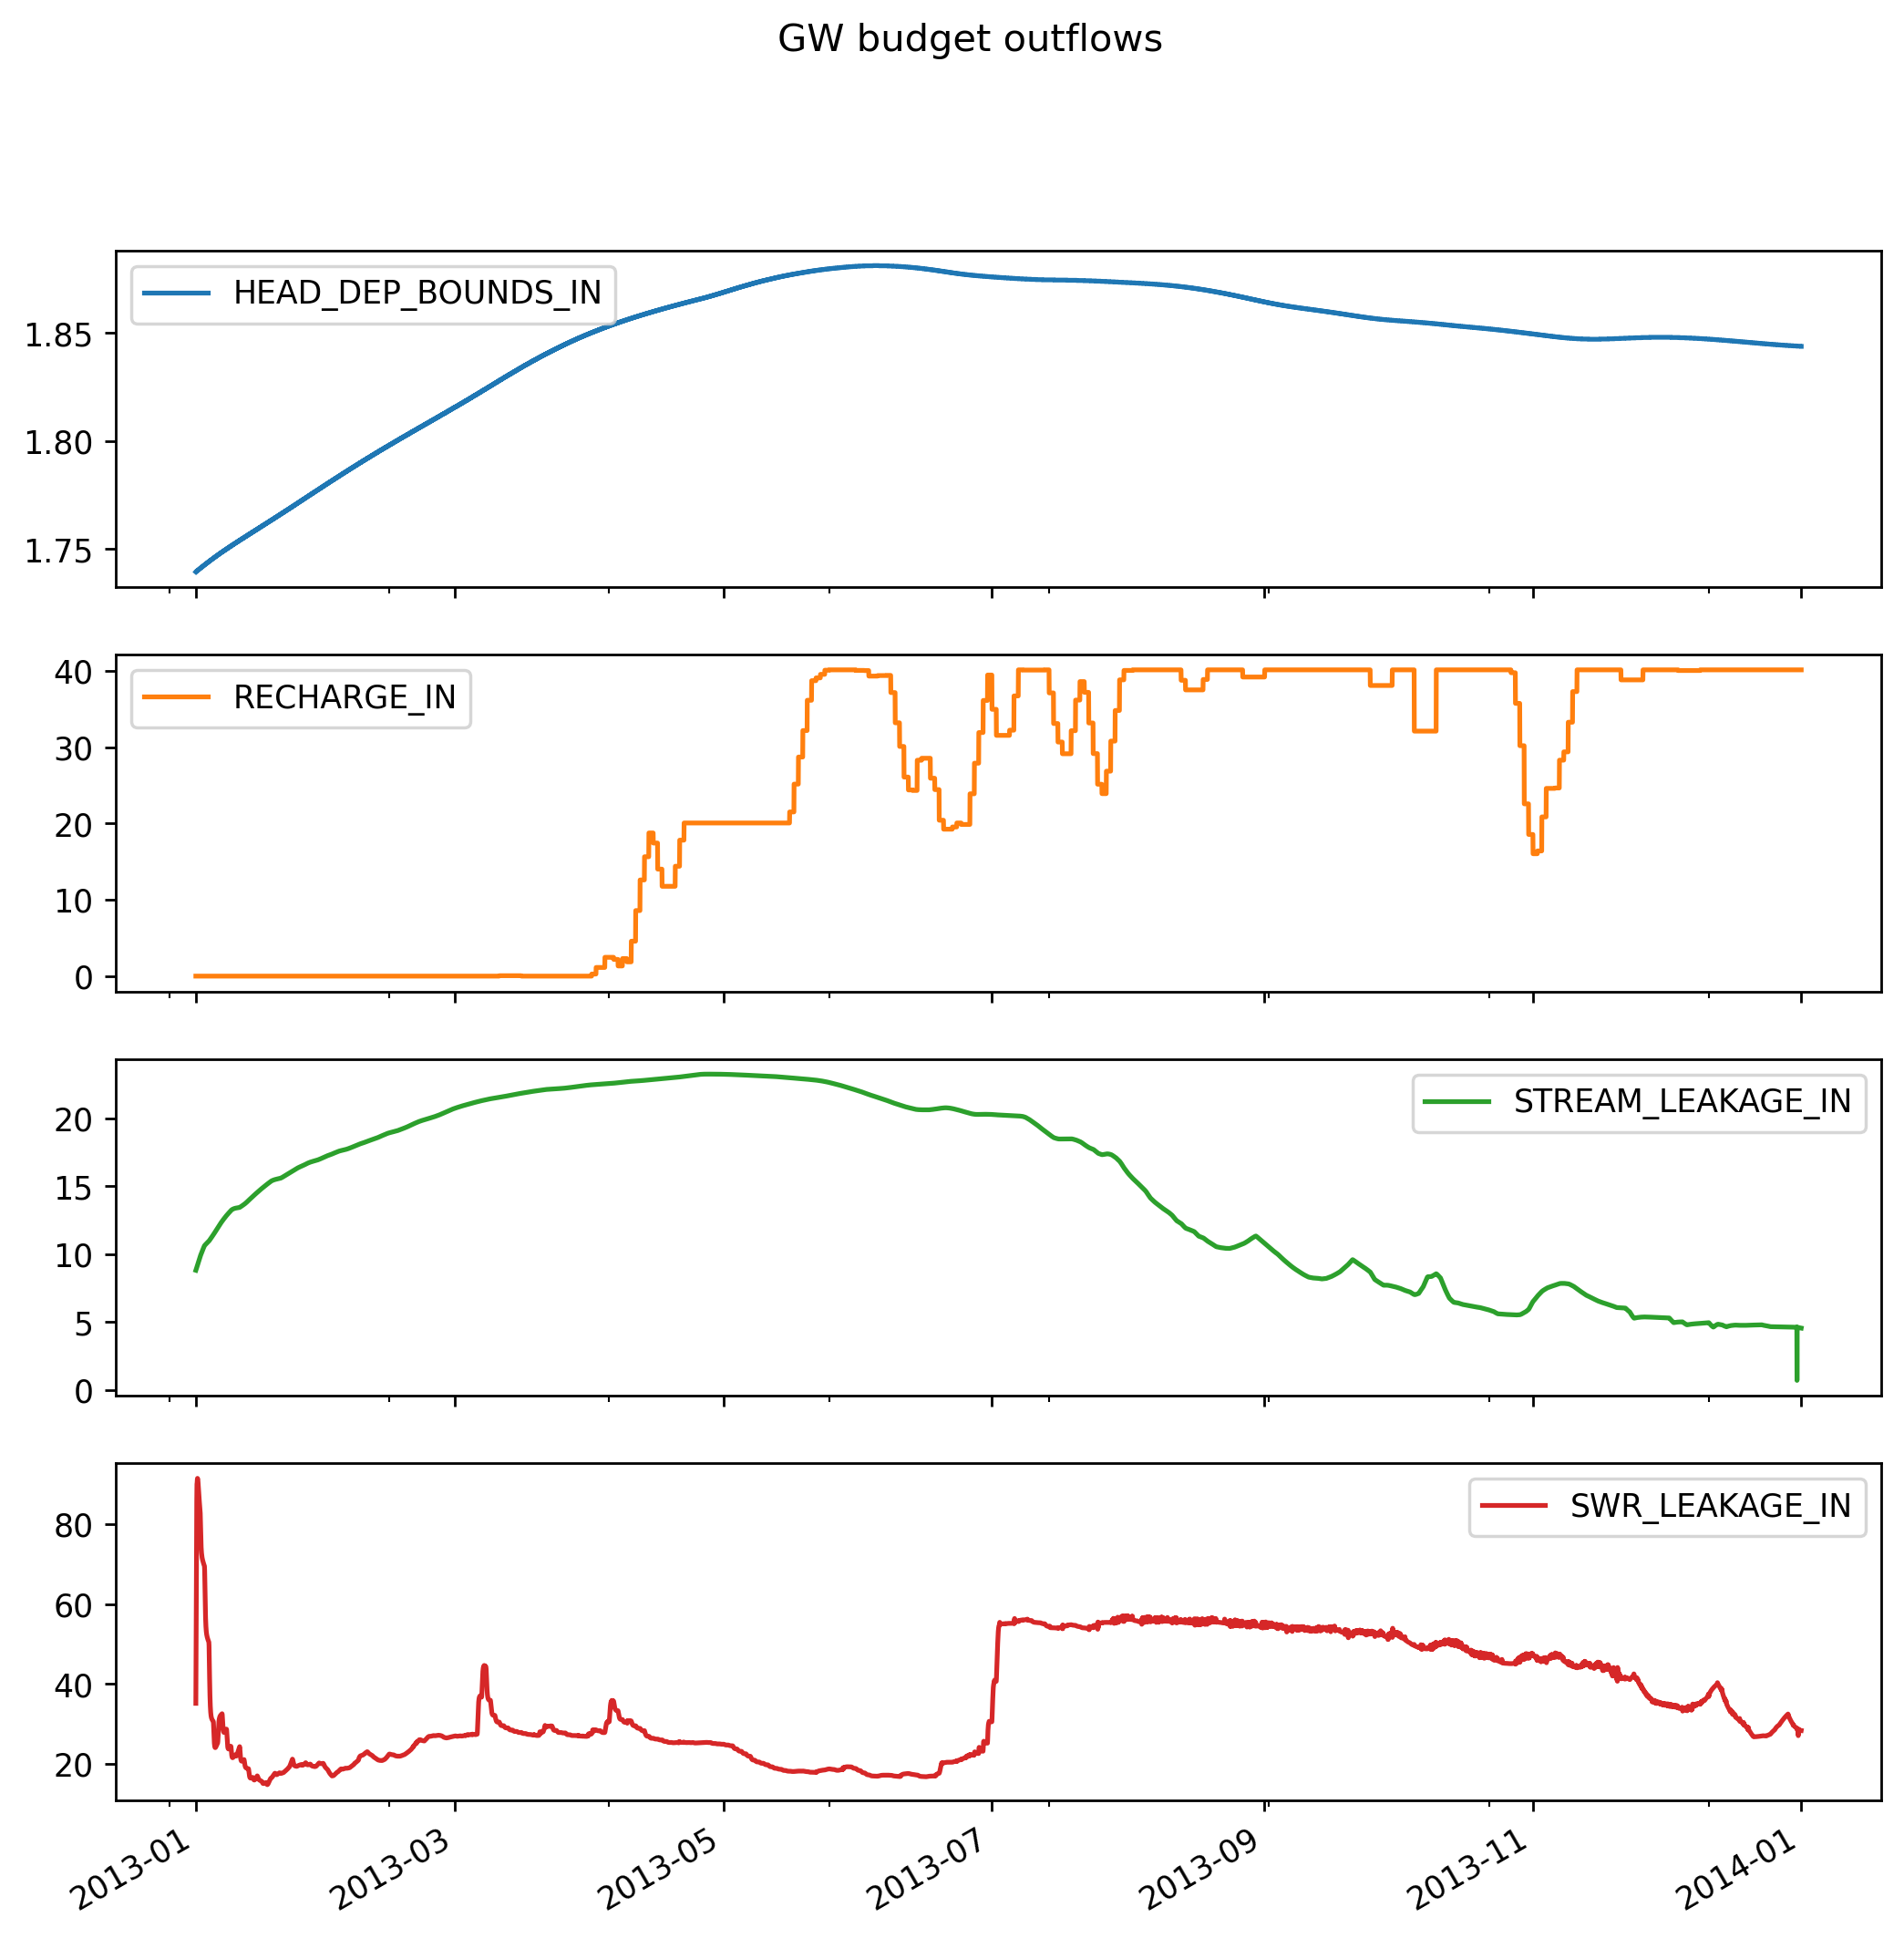 GW budget outflows
HEAD_DEP_BOUNDS_IN
1.85
1.80
1.75
RECHARGE_IN
40
30
20
10
0
STREAM_LEAKAGE_IN
20
15
10
5
0
SWR_LEAKAGE_IN
80
60
40
20
2013-01 2013-03 2013-05 2013-07 2013-09 2013-11 2014-01